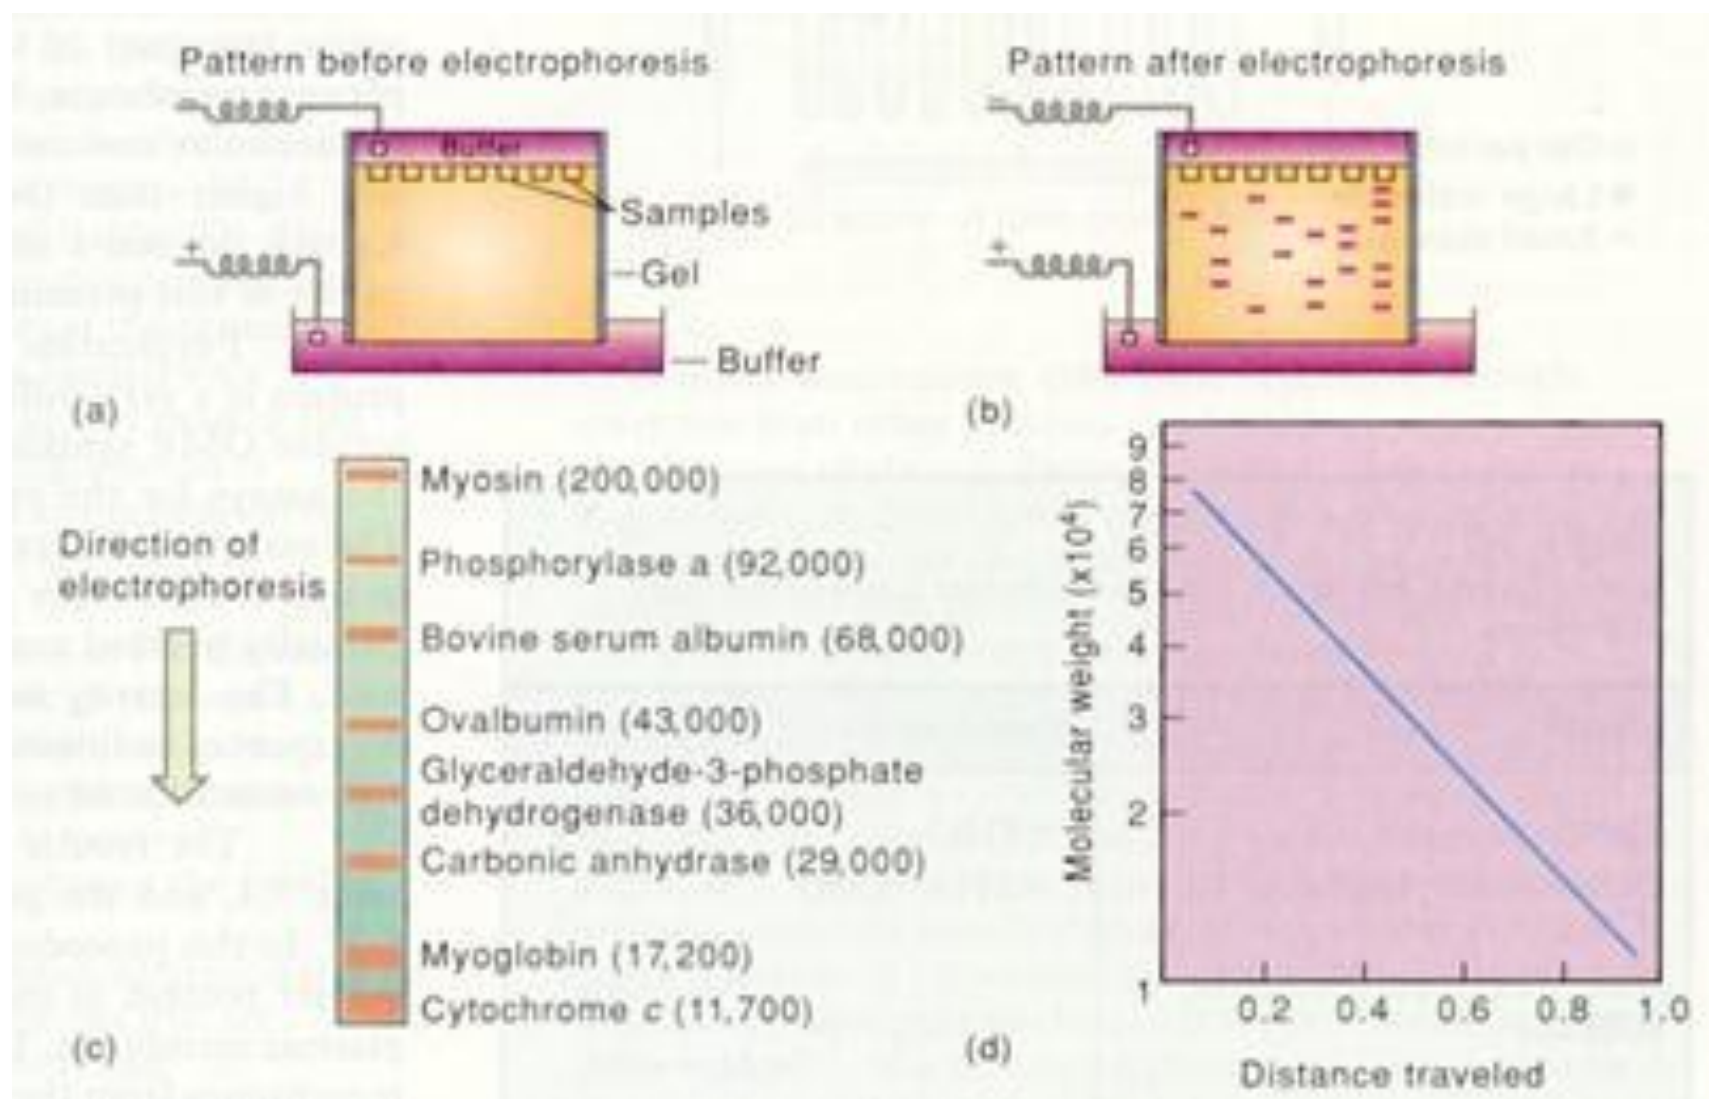 Pattern before electrophoresis
−
Buffer
Samples
+
Gel
Buffer
(a)
Pattern after electrophoresis
−
+
(b)
Direction of
electrophoresis
Myosin (200,000)
Phosphorylase a (92,000)
Bovine serum albumin (68,000)
Ovalbumin (43,000)
Glyceraldehyde-3-phosphate
dehydrogenase (36,000)
Carbonic anhydrase (29,000)
Myoglobin (17,200)
Cytochrome c (11,700)
(c)
Molecular weight (x10⁴)
9
8
7
6
5
4
3
2
1
0.2 0.4 0.6 0.8 1.0
Distance traveled
(d)